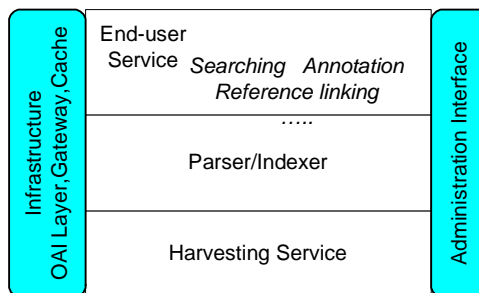 Infrastructure
OAI Layer,Gateway,Cache
End-user
Service
Searching Annotation
Reference linking
.....
Parser/Indexer
Harvesting Service
Administration Interface